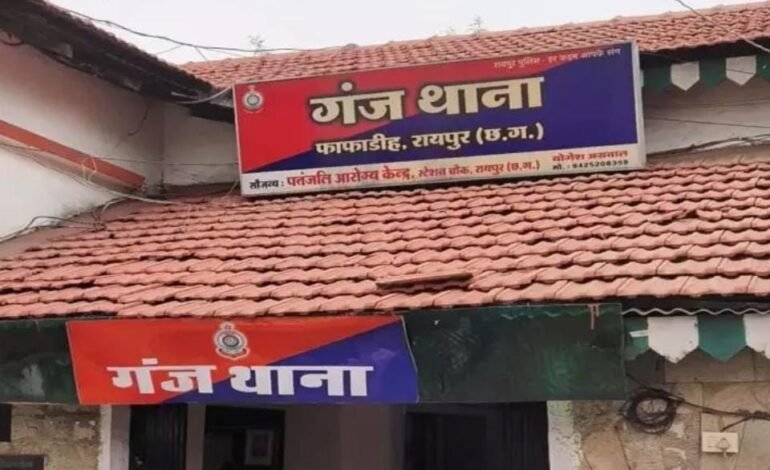 रायपुर पुलिस - हर कदम आपके संग
गंज थाना
फाफाडीह, रायपुर (छ.ग.)
सौजन्य : पतंजलि आरोग्य केन्द्र, स्टेशन चौक, रायपुर (छ.ग.)
योगेश अग्रवाल
मो. : 9425208359
गंज थाना